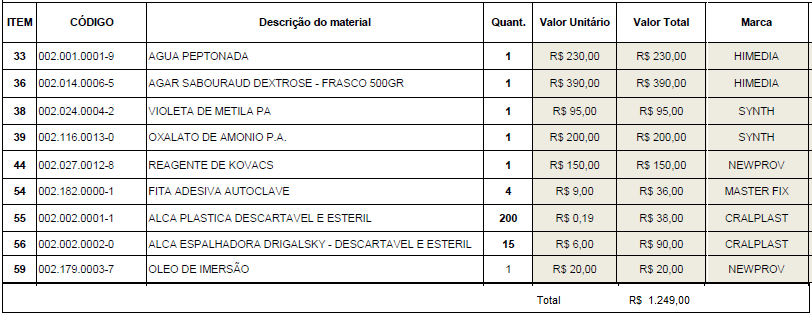 ITEM CÓDIGO Descrição do material Quant. Valor Unitário Valor Total Marca
33 002.001.0001-9 AGUA PEPTONADA 1 R$ 230,00 R$ 230,00 HIMEDIA
36 002.014.0006-5 AGAR SABOURAUD DEXTROSE - FRASCO 500GR 1 R$ 390,00 R$ 390,00 HIMEDIA
38 002.024.0004-2 VIOLETA DE METILA PA 1 R$ 95,00 R$ 95,00 SYNTH
39 002.116.0013-0 OXALATO DE AMONIO P.A. 1 R$ 200,00 R$ 200,00 SYNTH
44 002.027.0012-8 REAGENTE DE KOVACS 1 R$ 150,00 R$ 150,00 NEWPROV
54 002.182.0000-1 FITA ADESIVA AUTOCLAVE 4 R$ 9,00 R$ 36,00 MASTER FIX
55 002.002.0001-1 ALCA PLASTICA DESCARTAVEL E ESTERIL 200 R$ 0,19 R$ 38,00 CRALPLAST
56 002.002.0002-0 ALCA ESPALHADORA DRIGALSKY - DESCARTAVEL E ESTERIL 15 R$ 6,00 R$ 90,00 CRALPLAST
59 002.179.0003-7 OLEO DE IMERSÃO 1 R$ 20,00 R$ 20,00 NEWPROV
Total R$ 1.249,00